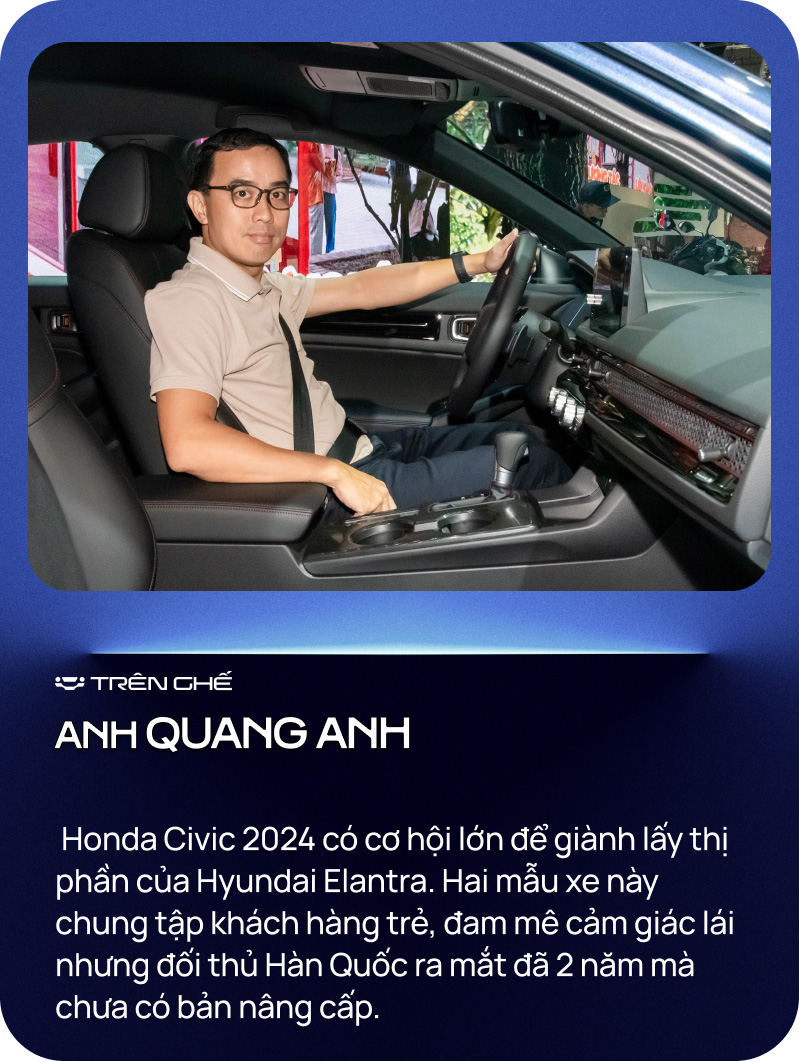 TRÊN GHẾ
ANH QUANG ANH
Honda Civic 2024 có cơ hội lớn để giành lấy thị
phần của Hyundai Elantra. Hai mẫu xe này
chung tập khách hàng trẻ, đam mê cảm giác lái
nhưng đối thủ Hàn Quốc ra mắt đã 2 năm mà
chưa có bản nâng cấp.